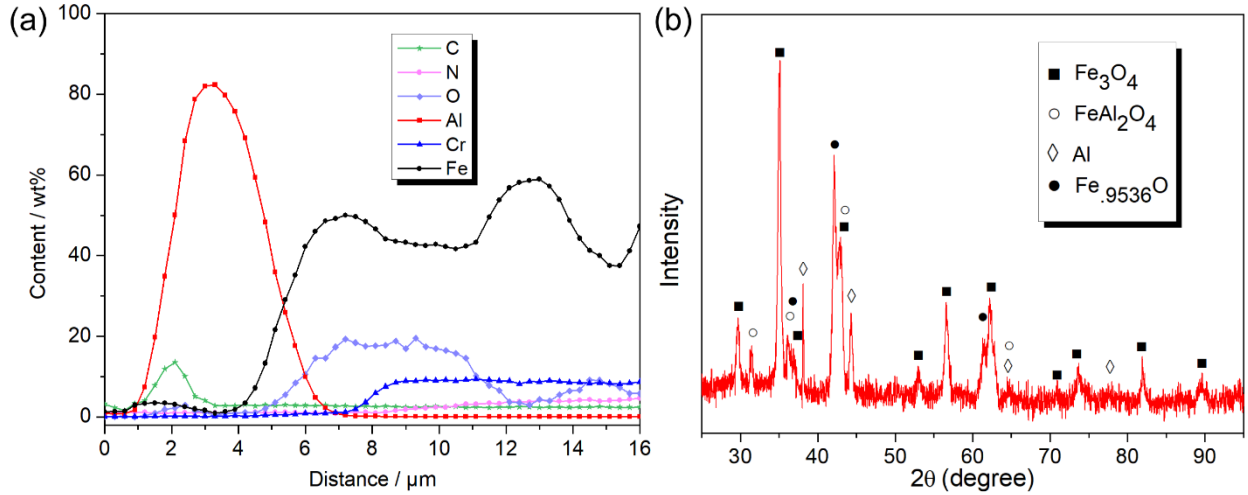 (a)
100
80
60
40
20
0
Content / wt%
0 2 4 6 8 10 12 14 16
Distance / μm
C
N
O
Al
Cr
Fe
(b)
Intensity
30 40 50 60 70 80 90
2θ (degree)
Fe3O4
FeAl2O4
Al
Fe.9536O